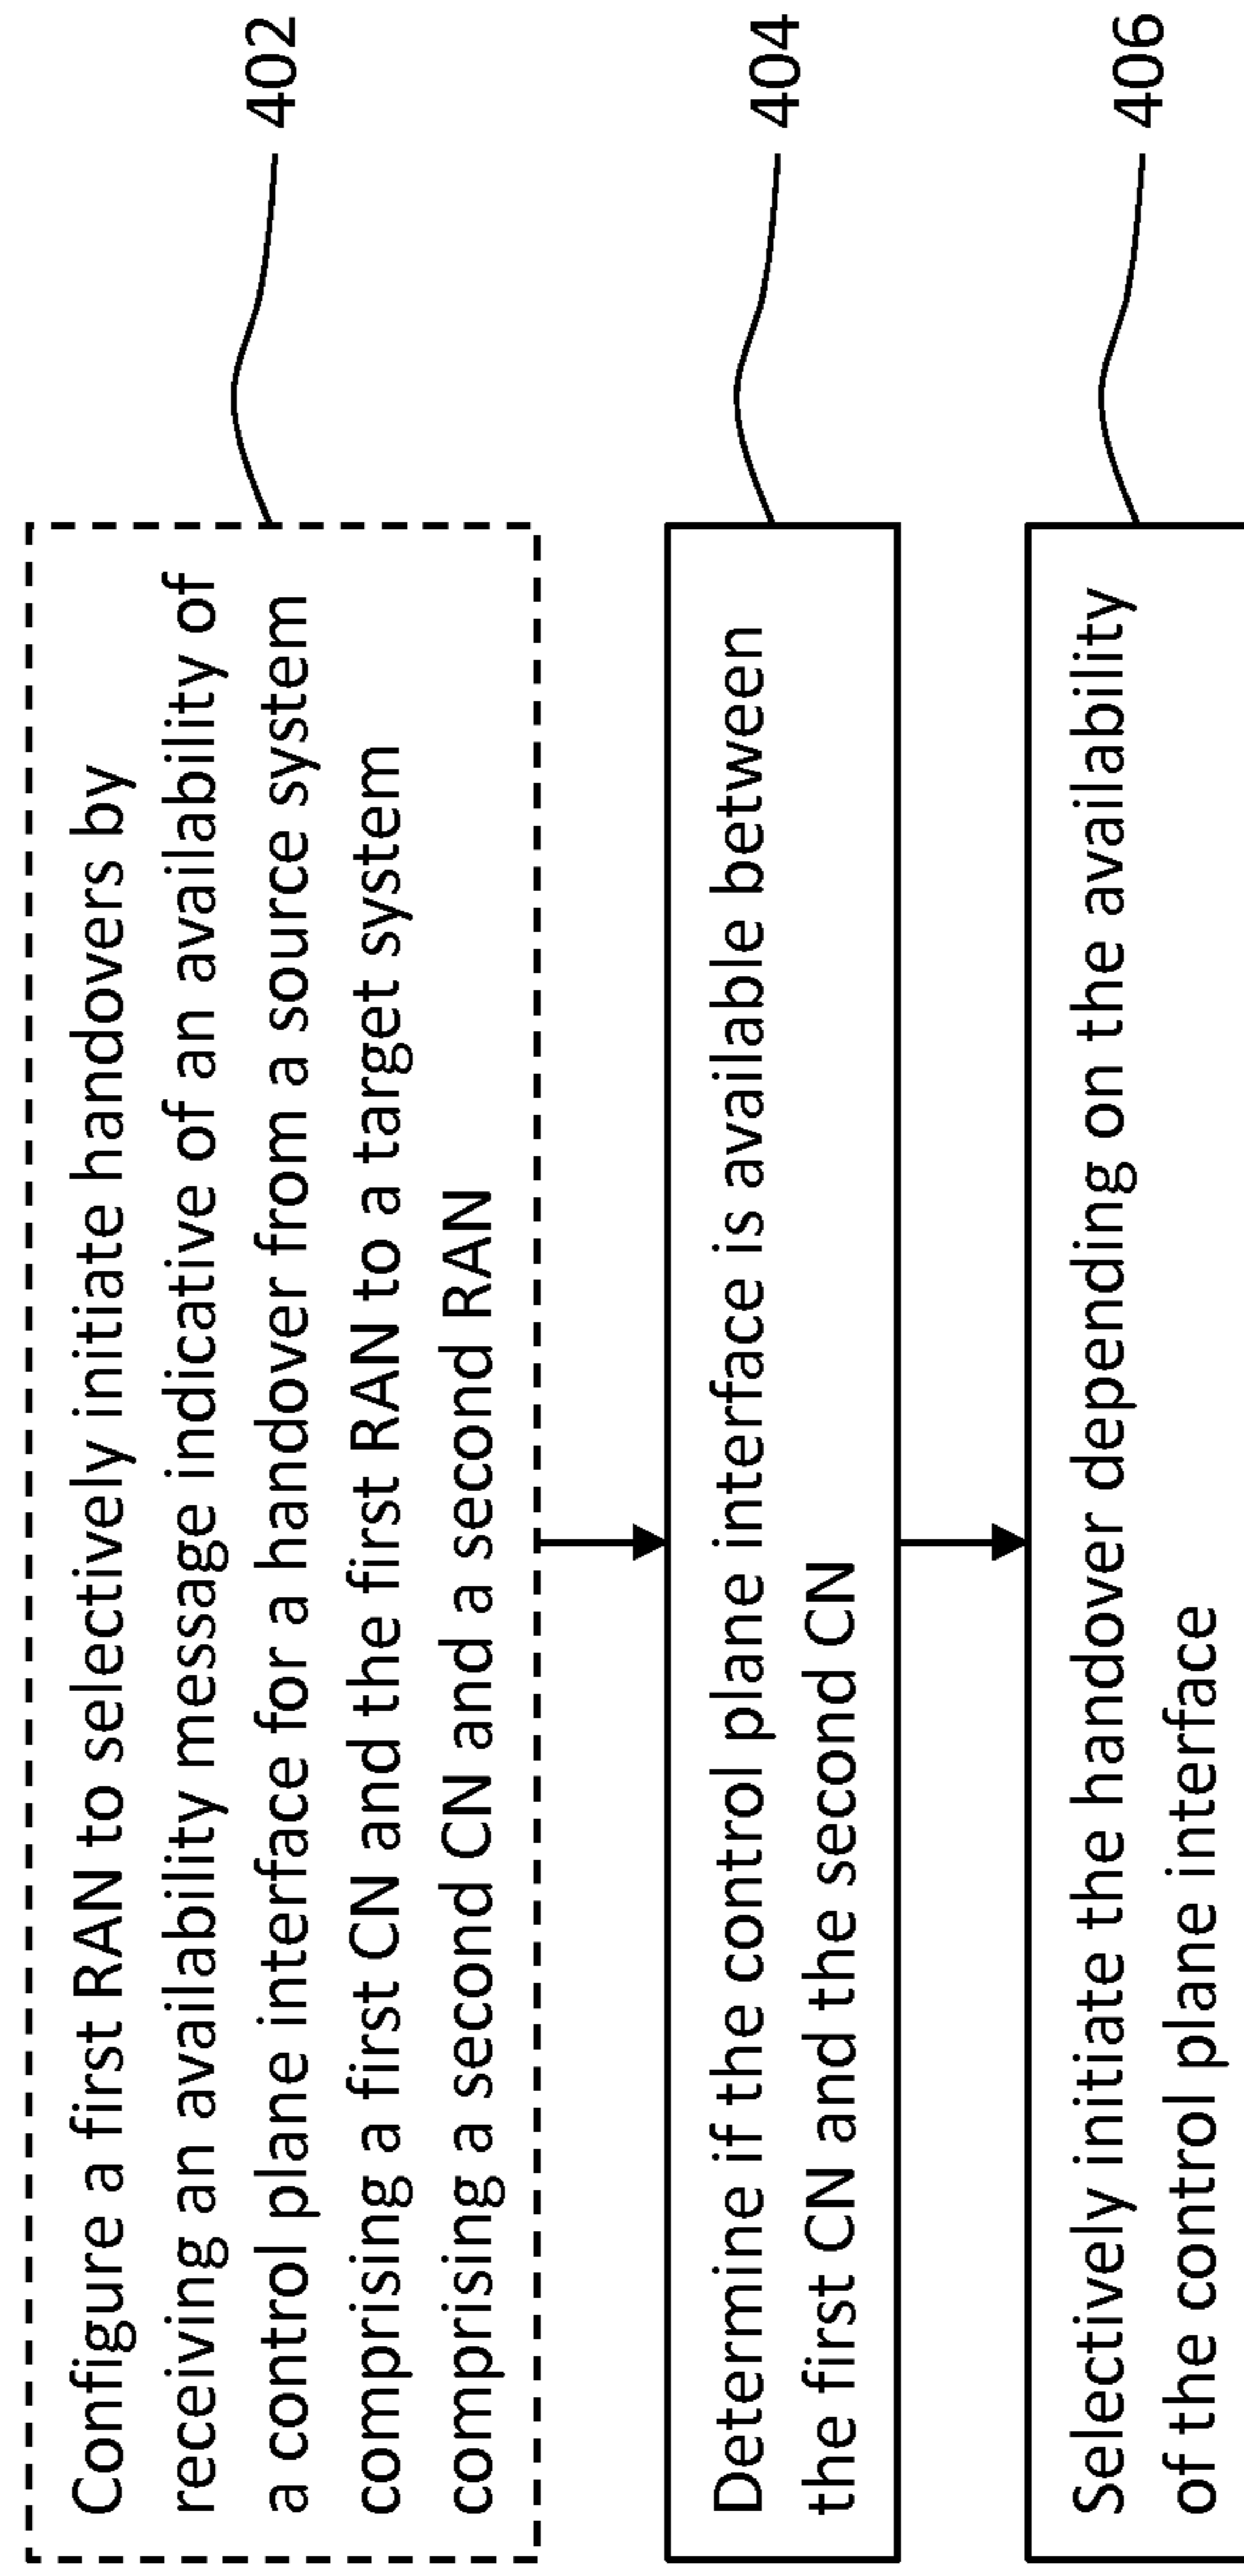 Configure a first RAN to selectively initiate handovers by
receiving an availability message indicative of an availability of
a control plane interface for a handover from a source system
comprising a first CN and the first RAN to a target system
comprising a second CN and a second RAN
402
Determine if the control plane interface is available between
the first CN and the second CN
404
Selectively initiate the handover depending on the availability
of the control plane interface
406